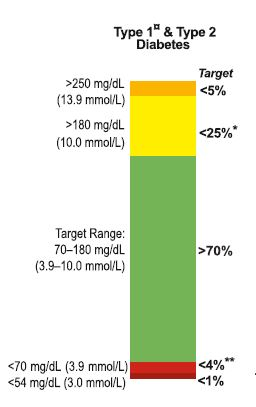 Type 1¤ & Type 2
Diabetes
Target
>250 mg/dL
(13.9 mmol/L)
<5%
>180 mg/dL
(10.0 mmol/L)
<25%*
Target Range:
70–180 mg/dL
(3.9–10.0 mmol/L)
>70%
<70 mg/dL (3.9 mmol/L)
<4%**
<54 mg/dL (3.0 mmol/L)
<1%